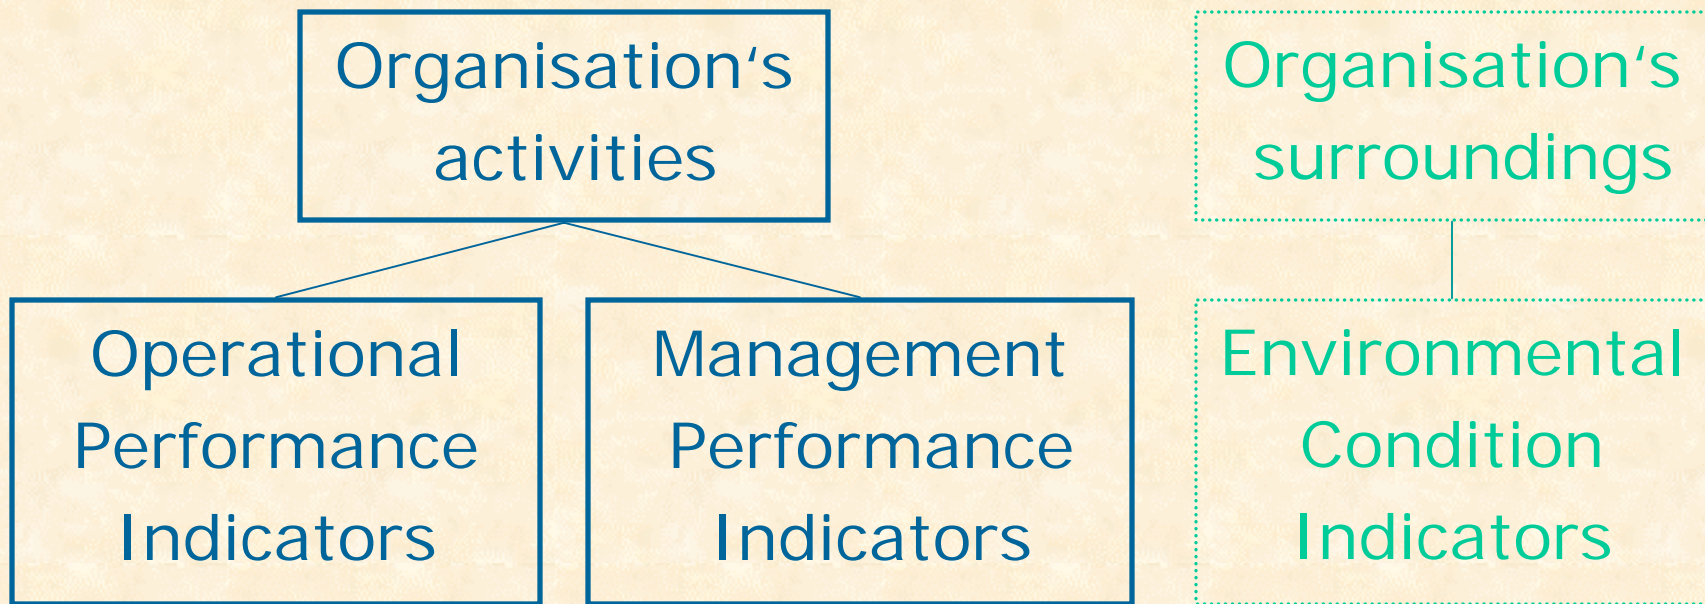 Organisation‘s
activities
Organisation‘s
surroundings
Operational
Performance
Indicators
Management
Performance
Indicators
Environmental
Condition
Indicators